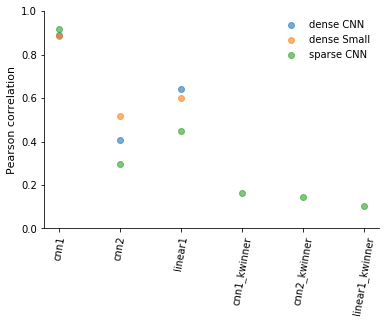 1.0
0.8
0.6
0.4
0.2
0.0
Pearson correlation
dense CNN
dense Small
sparse CNN
cnn1
cnn2
linear1
cnn1_kwinner
cnn2_kwinner
linear1_kwinner